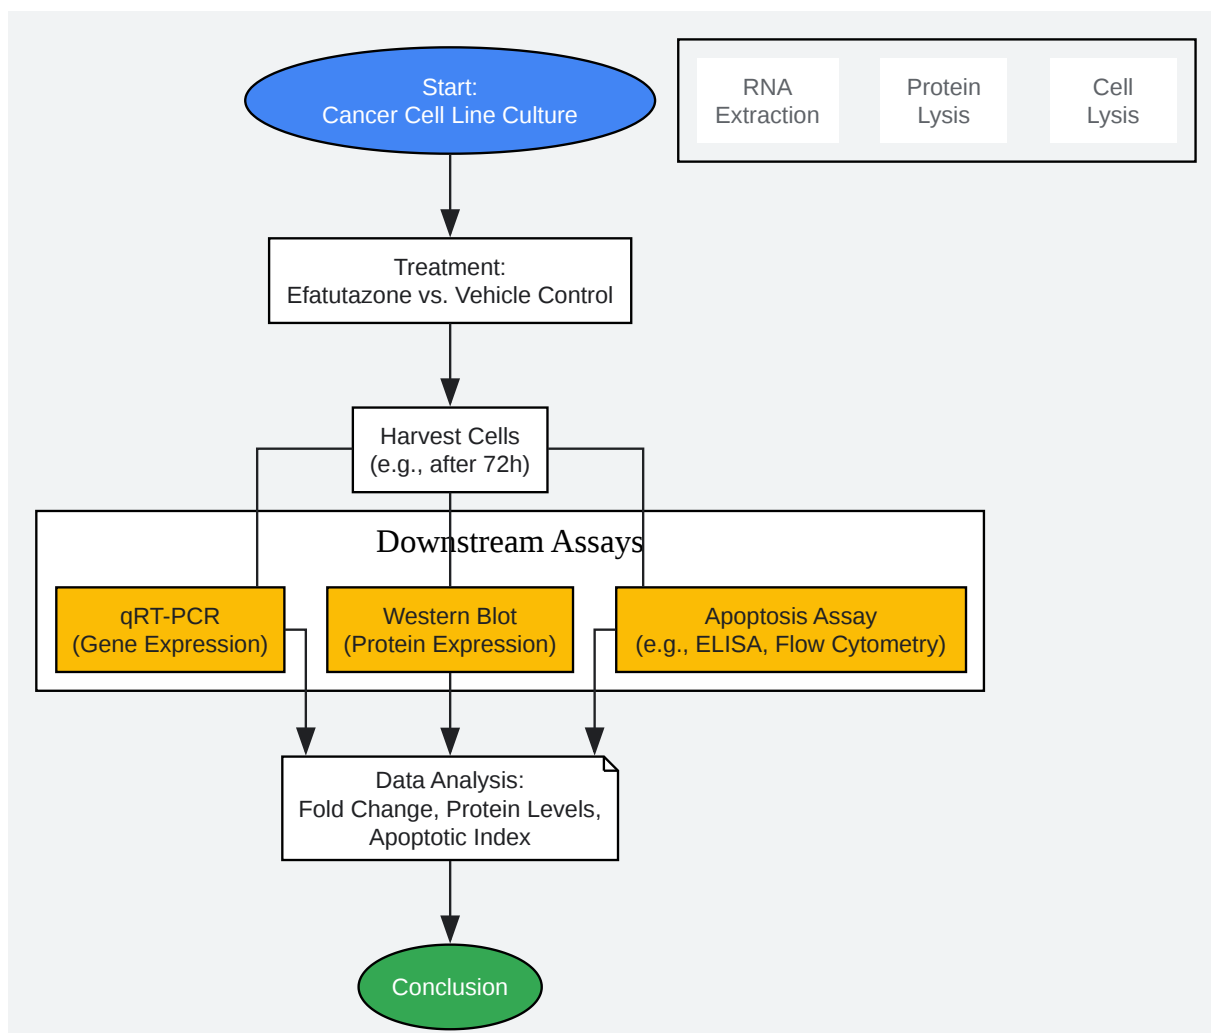 Start:
Cancer Cell Line Culture
RNA
Extraction
Protein
Lysis
Cell
Lysis
Treatment:
Efatutazone vs. Vehicle Control
Harvest Cells
(e.g., after 72h)
Downstream Assays
qRT-PCR
(Gene Expression)
Western Blot
(Protein Expression)
Apoptosis Assay
(e.g., ELISA, Flow Cytometry)
Data Analysis:
Fold Change, Protein Levels,
Apoptotic Index
Conclusion